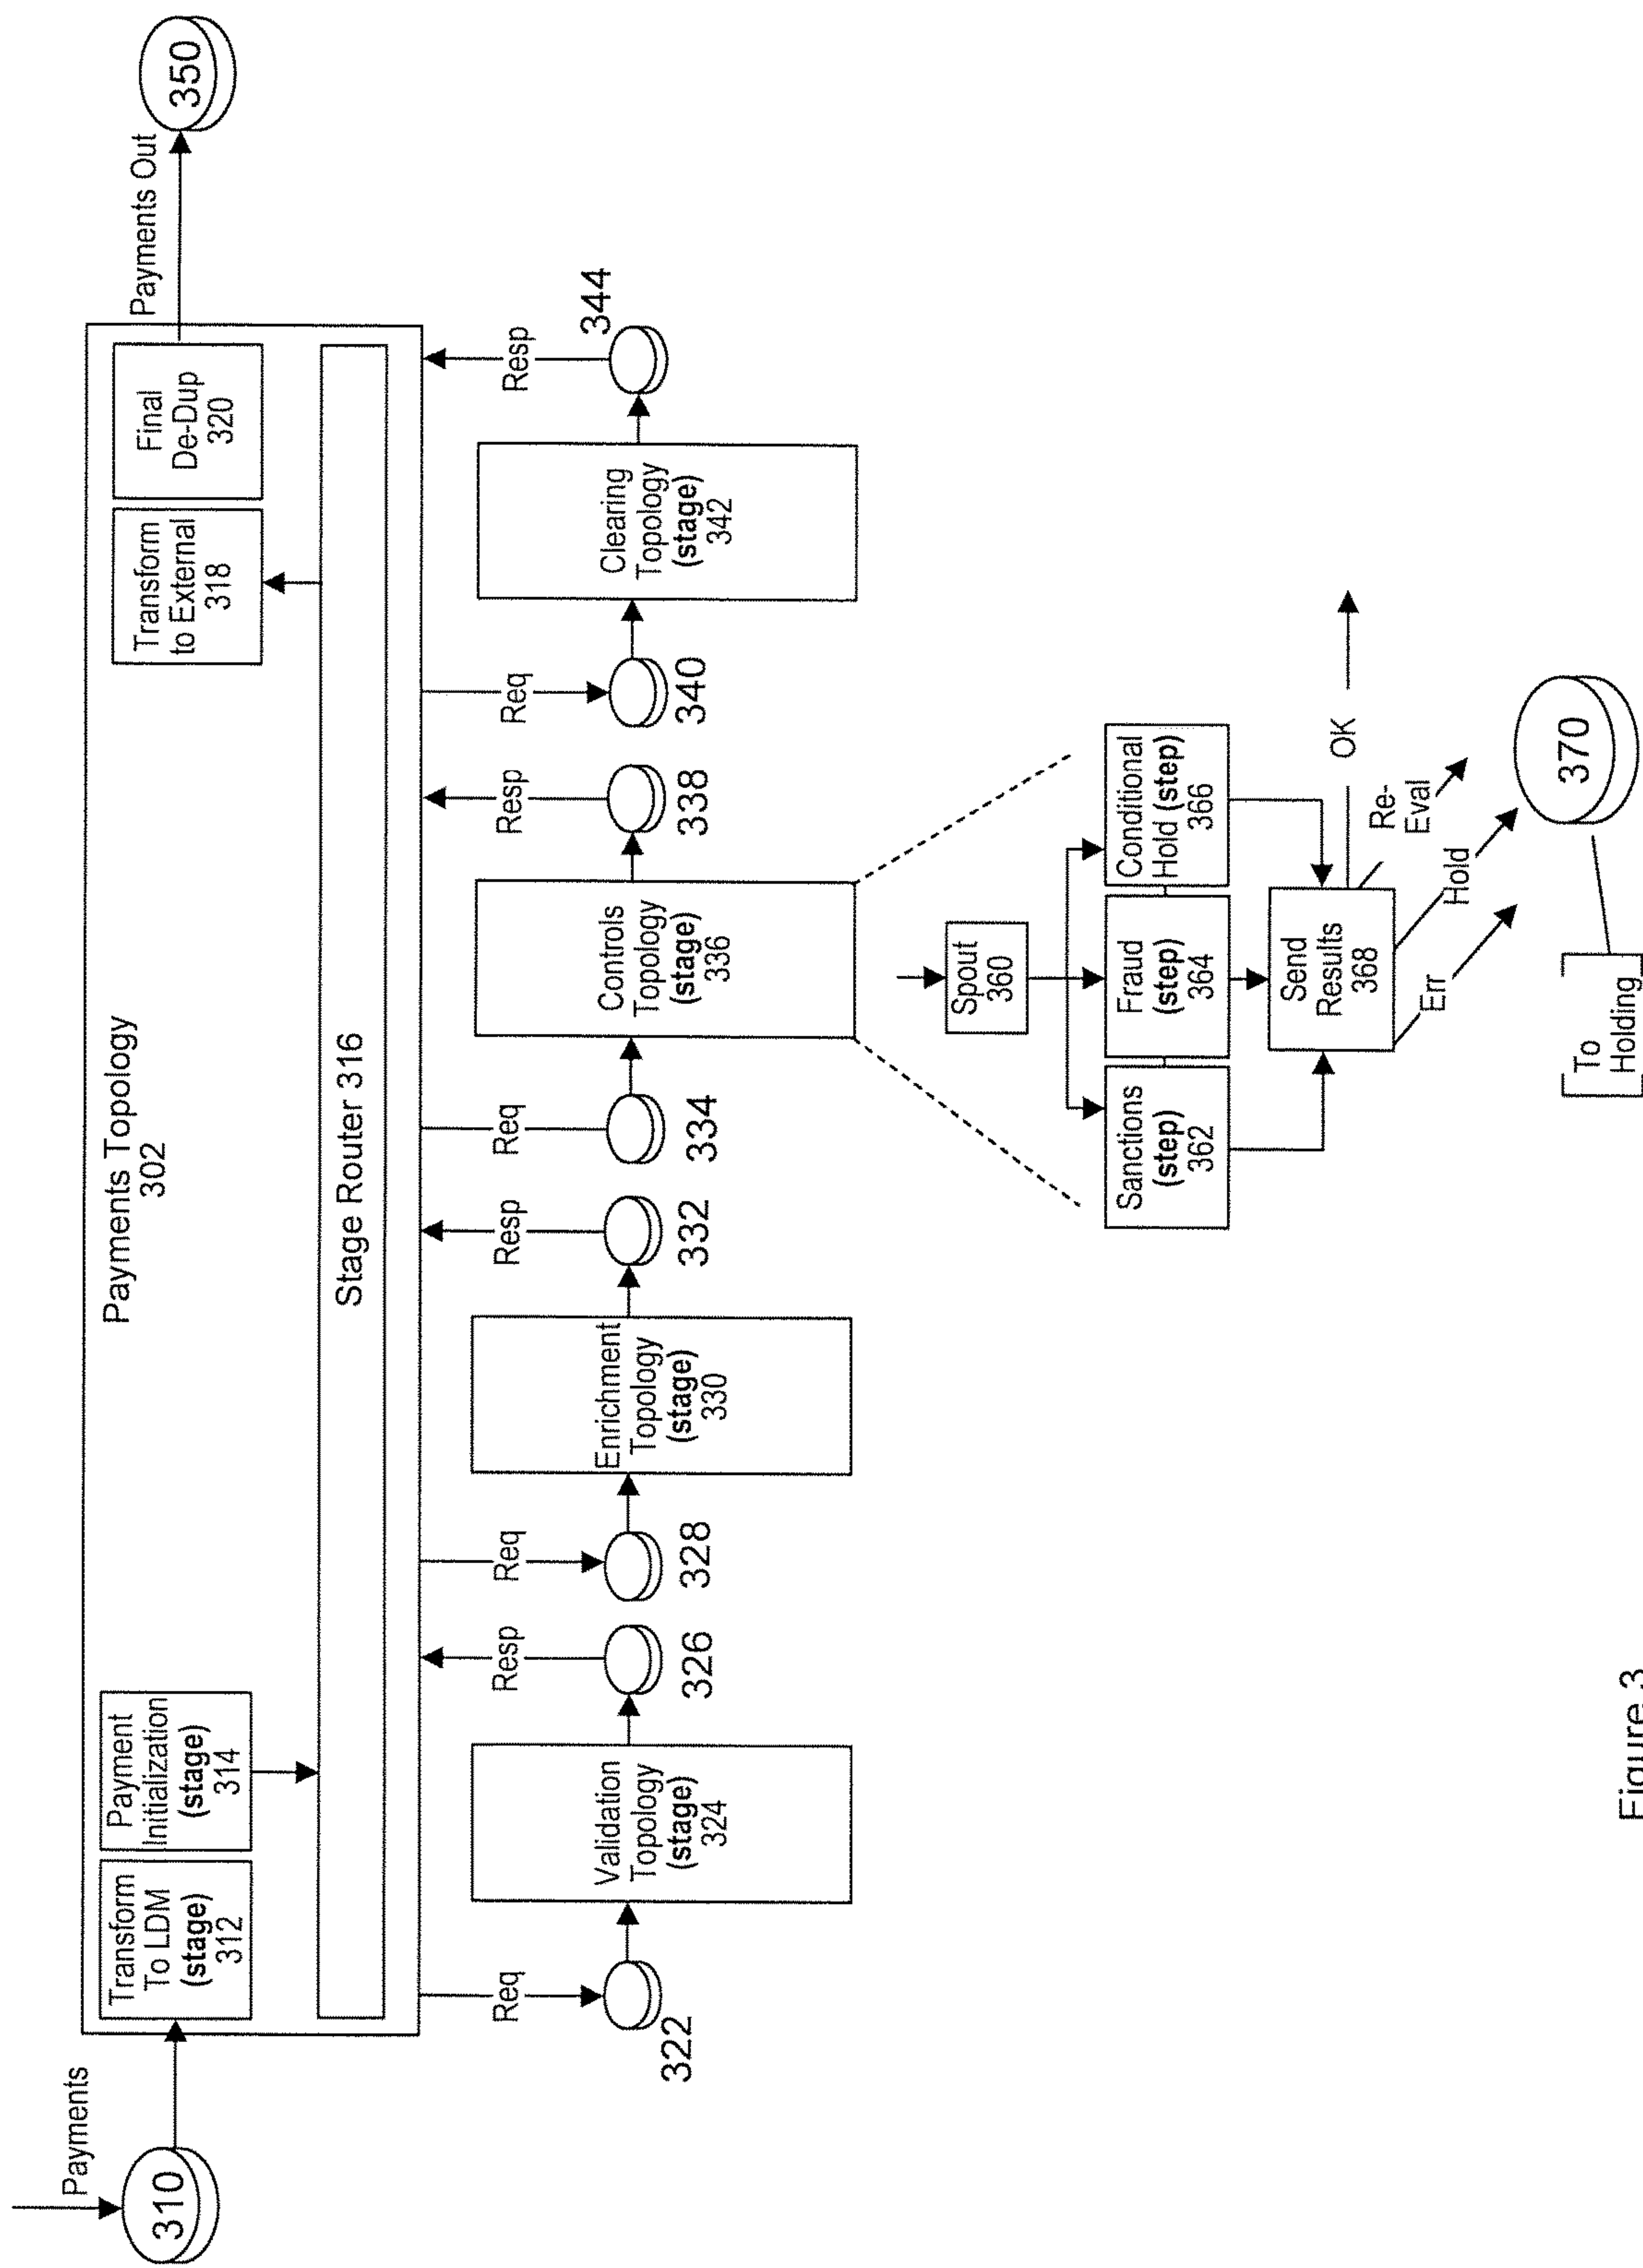 Payments
310
Payments Topology
302
Transform
To LDM
(stage)
312
Payment
Initialization
(stage)
314
Stage Router 316
Transform
to External
318
Final
De-Dup
320
Payments Out
350
Req
322
Validation
Topology
(stage)
324
Resp
326
Req
328
Enrichment
Topology
(stage)
330
Resp
332
Req
334
Controls
Topology
(stage)
336
Resp
338
Req
340
Clearing
Topology
(stage)
342
Resp
344
Spout
360
Sanctions
(step)
362
Fraud
(step)
364
Conditional
Hold (step)
366
Send
Results
368
OK
Re-
Eval
Hold
Err
370
To
Holding
Figure 3